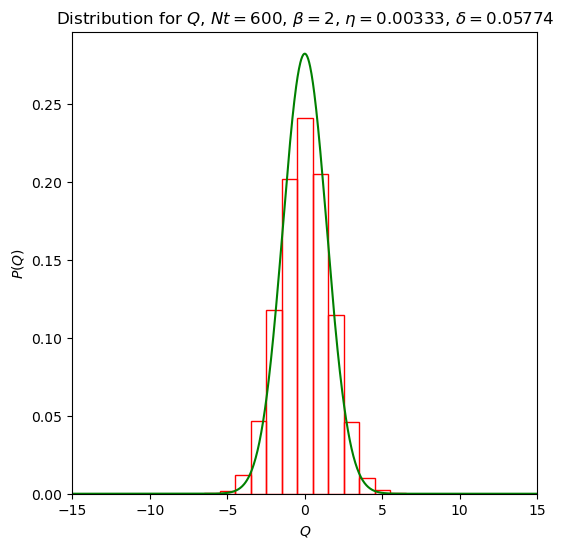 Distribution for Q, Nt = 600, β = 2, η = 0.00333, δ = 0.05774
P(Q)
0.25
0.20
0.15
0.10
0.05
0.00
−15 −10 −5 0 5 10 15
Q